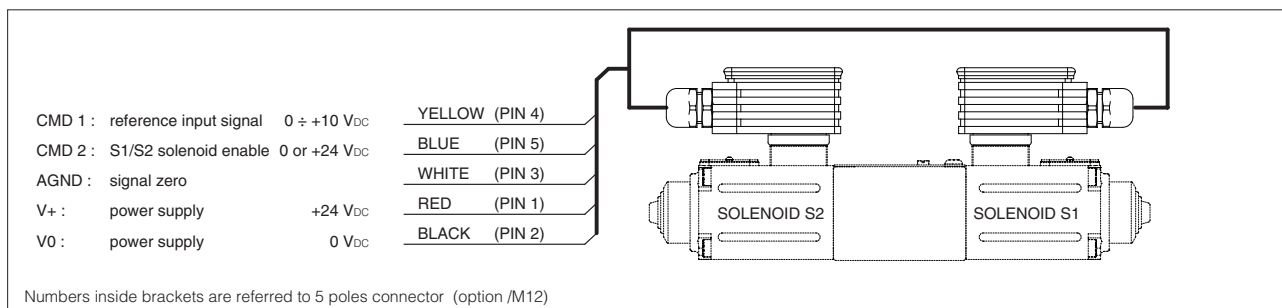 CMD 1 : reference input signal 0 ÷ +10 VDC YELLOW (PIN 4)
CMD 2 : S1/S2 solenoid enable 0 or +24 VDC BLUE (PIN 5)
AGND : signal zero WHITE (PIN 3)
V+ : power supply +24 VDC RED (PIN 1)
V0 : power supply 0 VDC BLACK (PIN 2)
SOLENOID S2 SOLENOID S1
Numbers inside brackets are referred to 5 poles connector (option /M12)